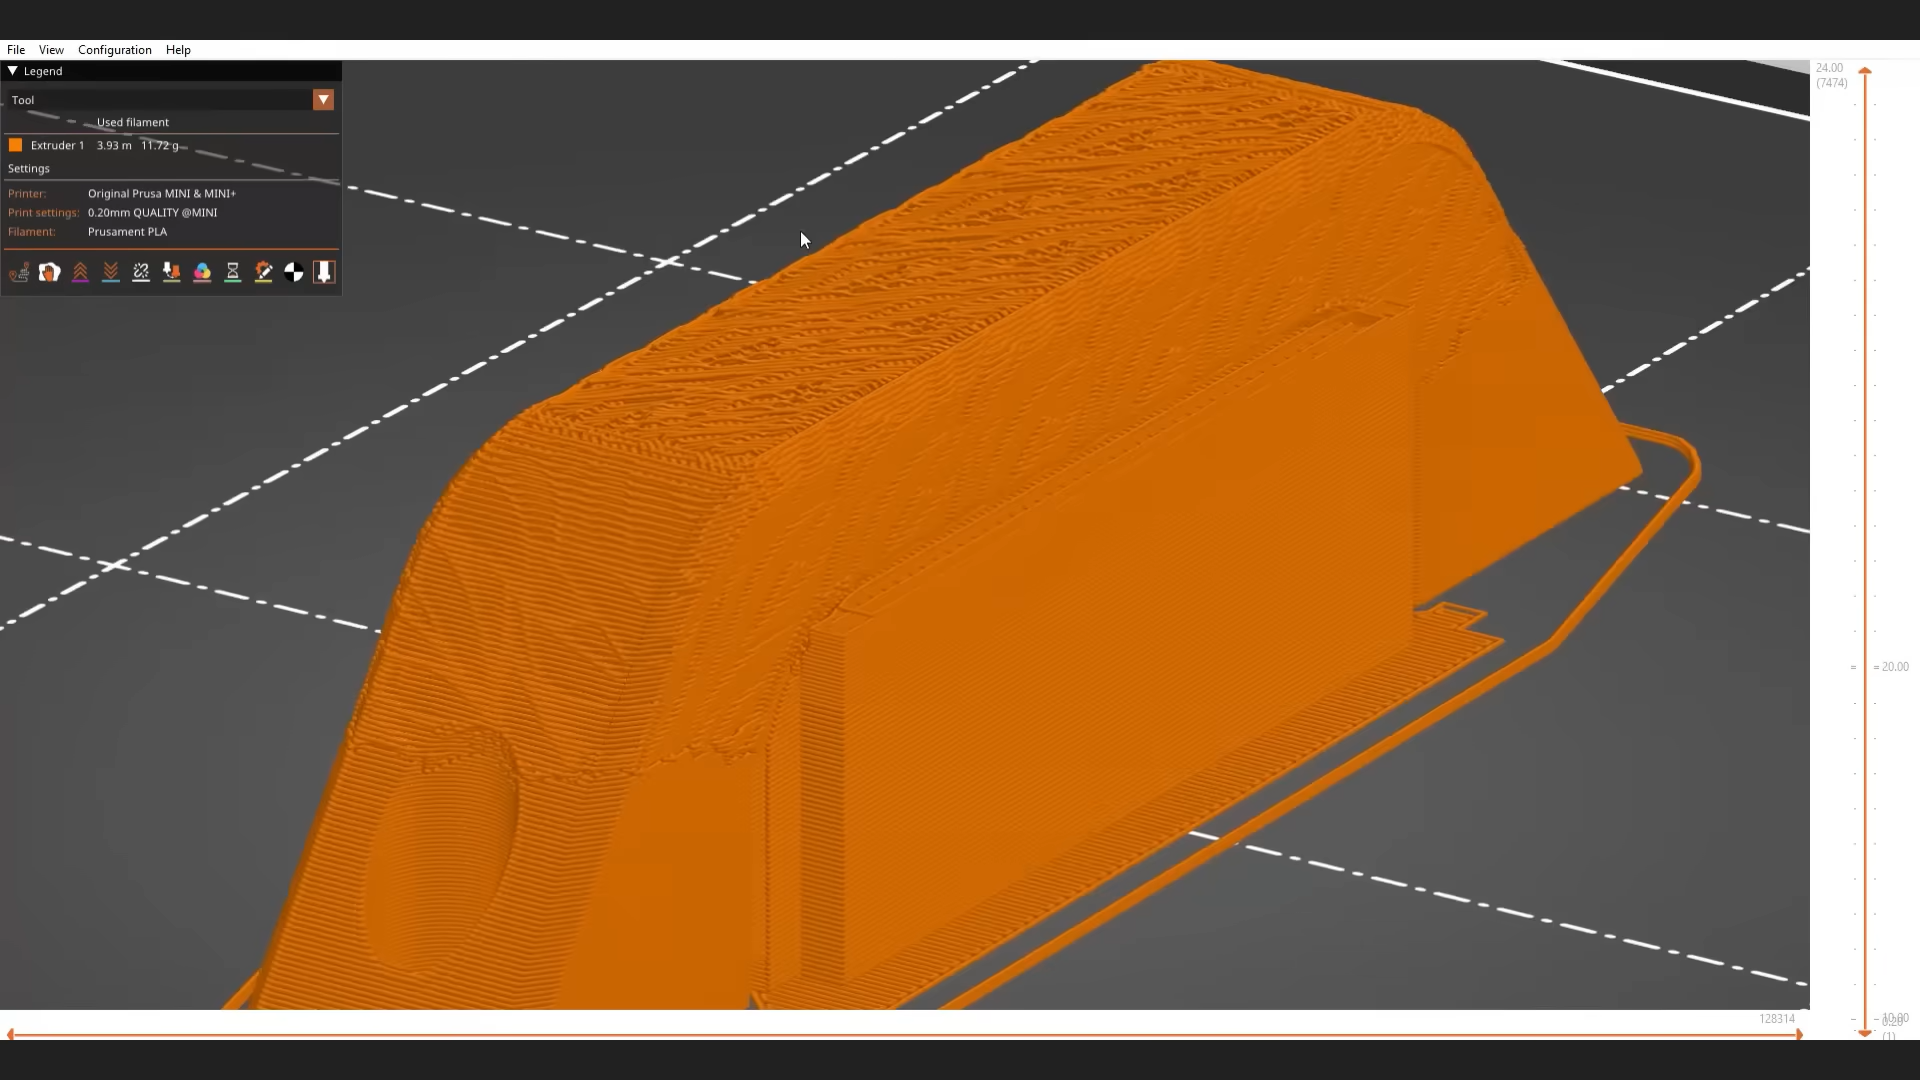 File View Configuration Help
Legend
Tool
Used filament
Extruder 1 3.93 m 11.72 g
Settings
Printer: Original Prusa MINI & MINI+
Print settings: 0.20mm QUALITY @MINI
Filament: Prusament PLA
24.00
(7474)
20.00
128314
(1)